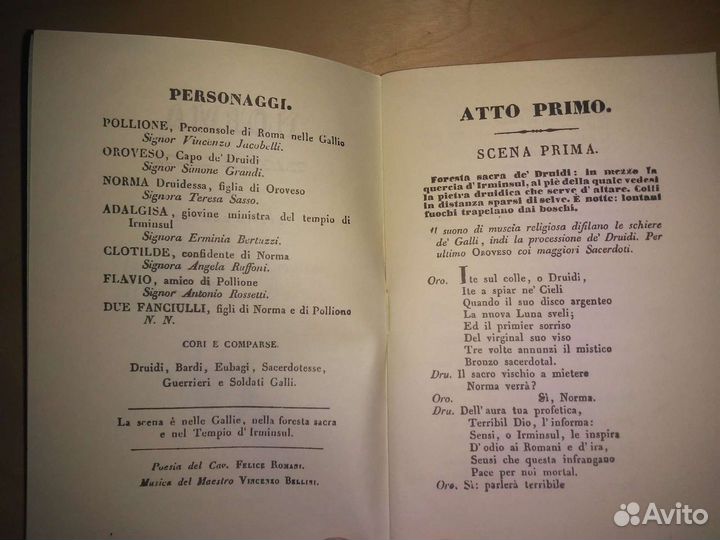 PERSONAGGI.
POLLIONE, Proconsole di Roma nelle Gallie
Signor Vincenzo Jacobelli.
OROVESO, Capo de' Druidi
Signor Simone Grandi.
NORMA Druidessa, figlia di Oroveso
Signora Teresa Sasso.
ADALGISA, giovine ministra del tempio di
Irminsul
Signora Erminia Bertuzzi.
CLOTILDE, confidente di Norma
Signora Angela Ruffoni.
FLAVIO, amico di Pollione
Signor Antonio Rossetti.
DUE FANCIULLI, figli di Norma e di Pollione
N. N.
CORI E COMPARSE.
Druidi, Bardi, Eubagi, Sacerdotesse,
Guerrieri e Soldati Galli.
La scena è nelle Gallie, nella foresta sacra
e nel Tempio d'Irminsul.
Poesia del Cav. FELICE ROMANI.
Musica del Maestro VINCENZO BELLINI.
ATTO PRIMO.
SCENA PRIMA.
Foresta sacra de' Druidi: in mezzo la
quercia d'Irminsul, al piè della quale vedesi
la pietra druidica che serve d'altare. Colli
in distanza sparsi di selve. È notte: lontani
fuochi trapelano dai boschi.
Al suono di muscia religiosa difilano le schiere
de' Galli, indi la processione de' Druidi. Per
ultimo OROVESO coi maggiori Sacerdoti.
Oro. Ite sul colle, o Druidi,
Ite a spiar ne' Cieli
Quando il suo disco argenteo
La nuova Luna sveli;
Ed il primier sorriso
Del virginal suo viso
Tre volte annunzi il mistico
Bronzo sacerdotal.
Dru. Il sacro vischio a mietere
Norma verrà?
Oro. Sì, Norma.
Dru. Dell'aura tua profetica,
Terribil Dio, l'informa:
Sensi, o Irminsul, le inspira
D'odio ai Romani e d'ira,
Sensi che questa infrangano
Pace per noi mortal.
Oro. Sì: parlerà terribile
Avito